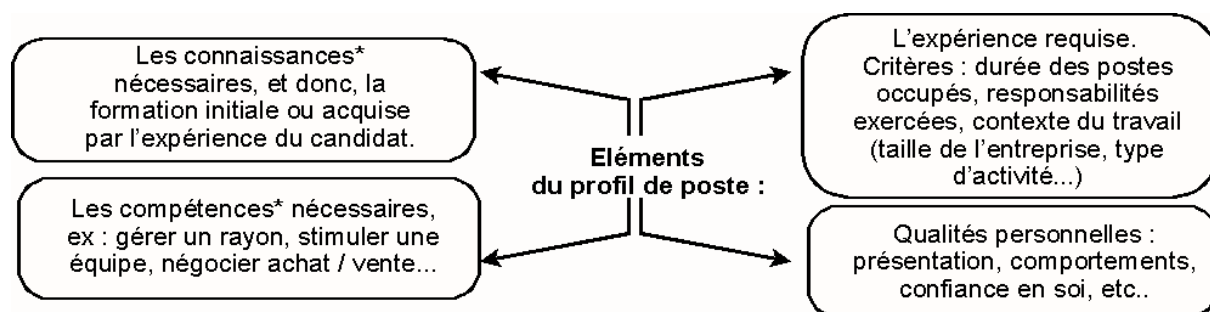 Les connaissances*
nécessaires, et donc, la
formation initiale ou acquise
par l'expérience du candidat.
L'expérience requise.
Critères : durée des postes
occupés, responsabilités
exercées, contexte du travail
(taille de l'entreprise, type
d'activité...)
Eléments
du profil de poste :
Les compétences* nécessaires,
ex : gérer un rayon, stimuler une
équipe, négocier achat / vente...
Qualités personnelles :
présentation, comportements,
confiance en soi, etc..